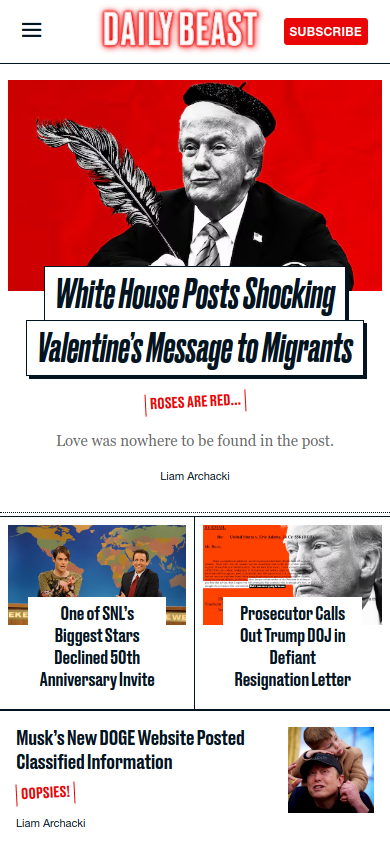 DAILY BEAST
SUBSCRIBE
White House Posts Shocking
Valentine's Message to Migrants
ROSES ARE RED...
Love was nowhere to be found in the post.
Liam Archacki
One of SNL's
Biggest Stars
Declined 50th
Anniversary Invite
Prosecutor Calls
Out Trump DOJ in
Defiant
Resignation Letter
Musk's New DOGE Website Posted
Classified Information
OOPSIES!
Liam Archacki